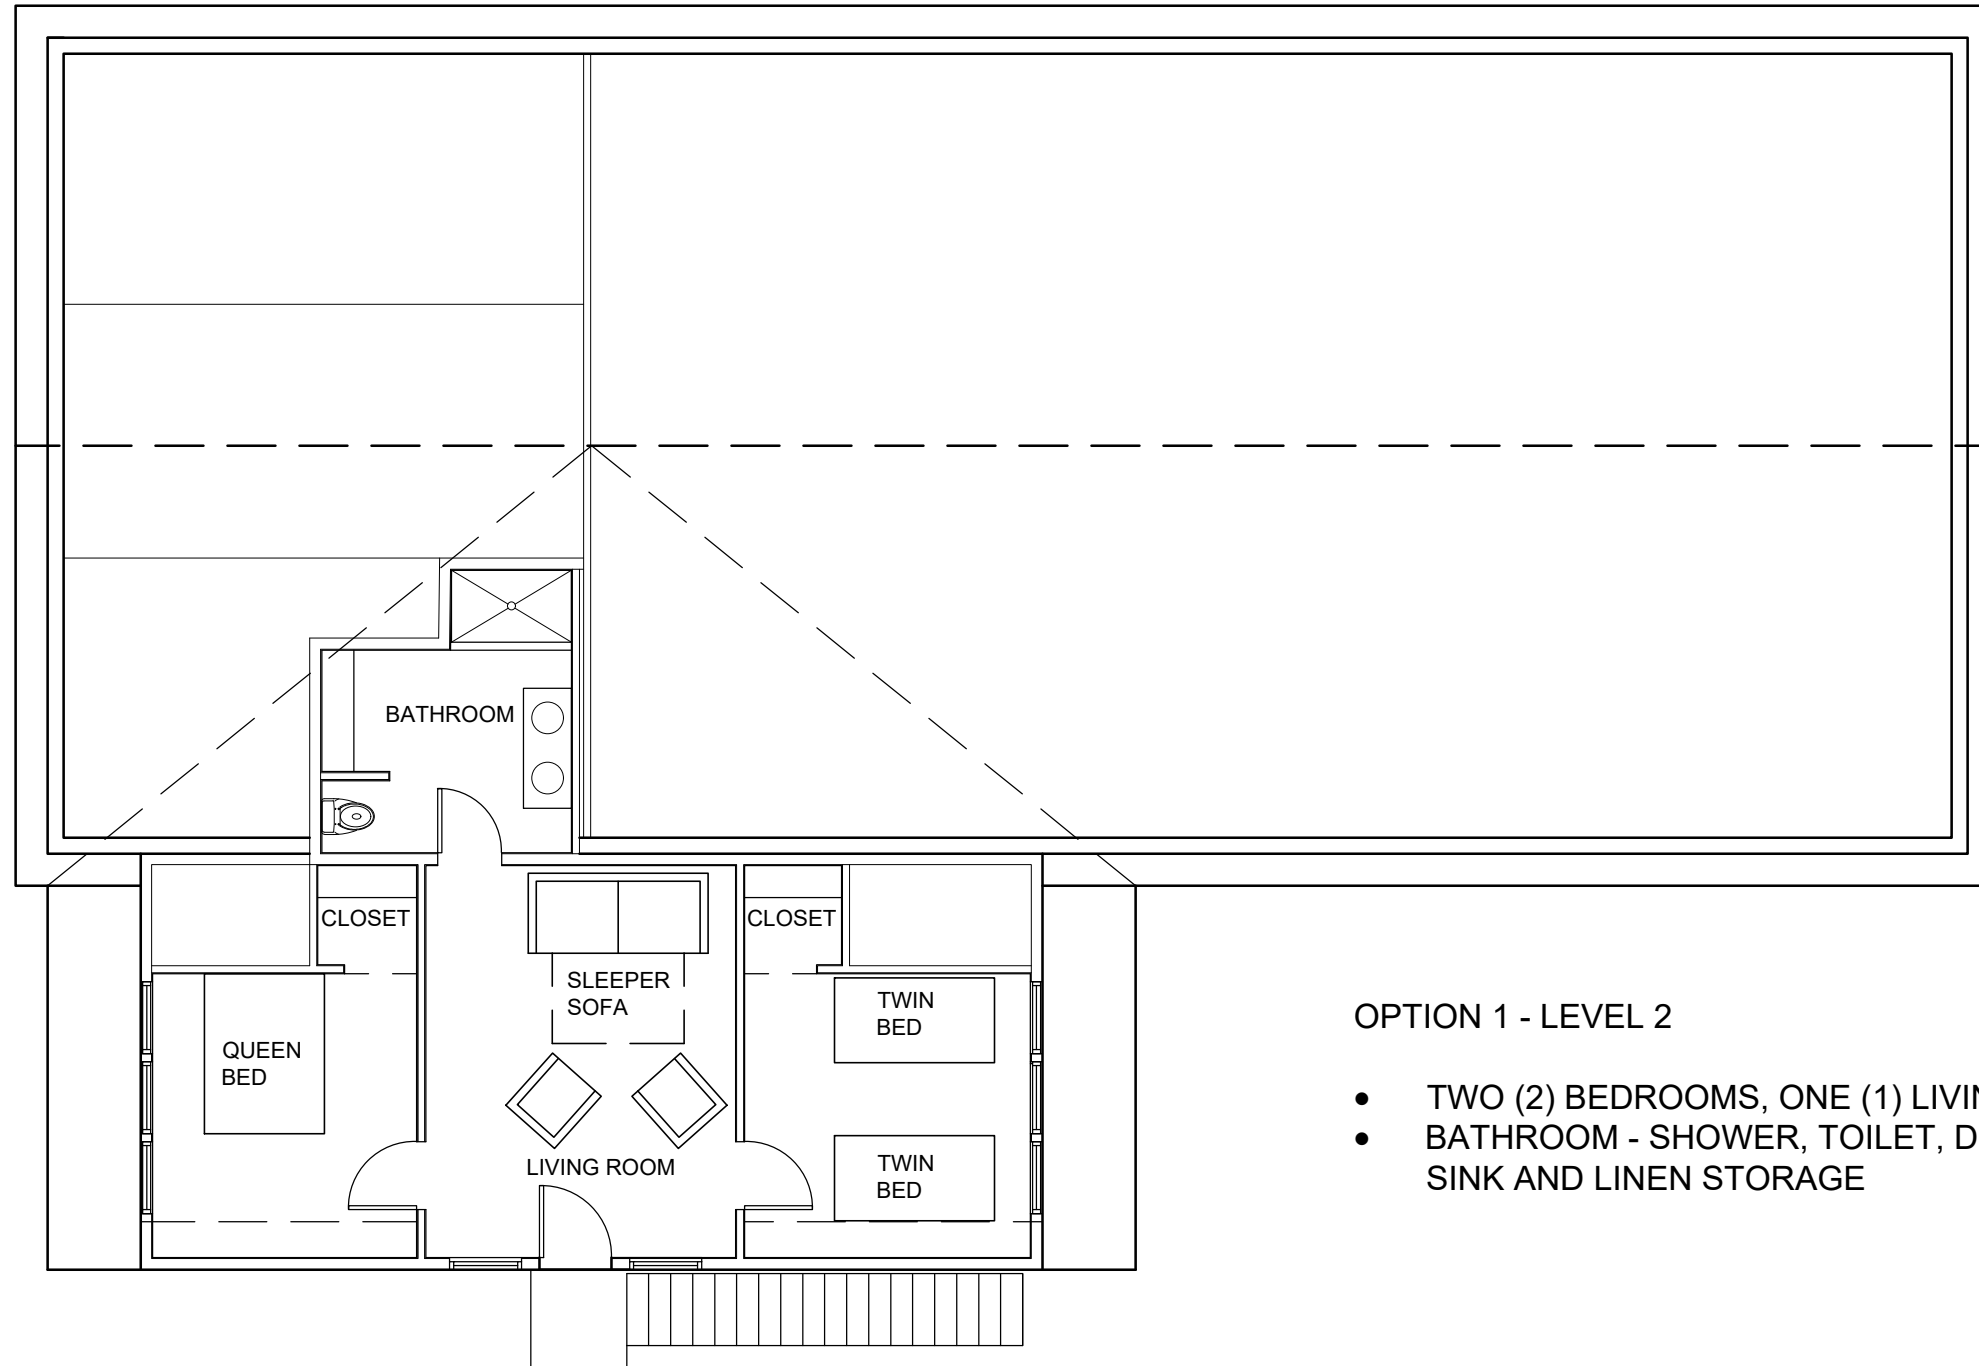 BATHROOM
CLOSET
CLOSET
SLEEPER
SOFA
QUEEN
BED
TWIN
BED
LIVING ROOM
TWIN
BED
OPTION 1 - LEVEL 2
• TWO (2) BEDROOMS, ONE (1)
• BATHROOM - SHOWER, TOILET,
SINK AND LINEN STORAGE